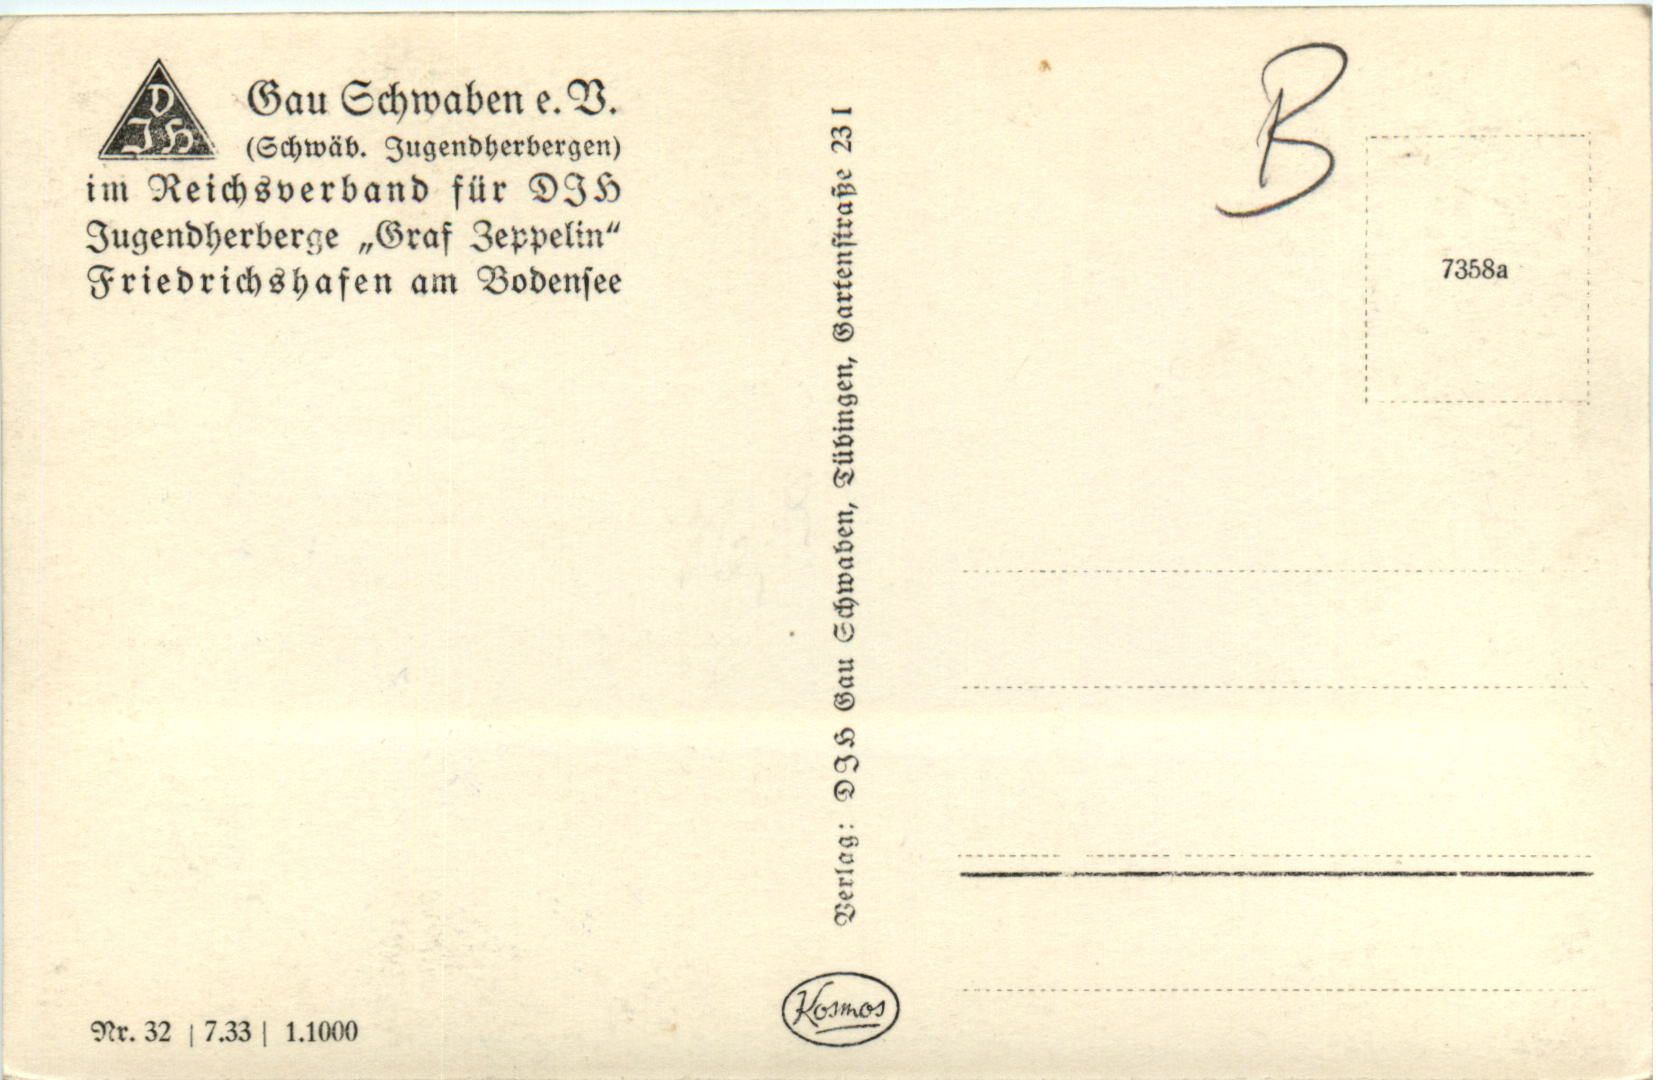 DJH
Gau Schwaben e. V.
(Schwäb. Jugendherbergen)
im Reichsverband für DJH
Jugendherberge „Graf Zeppelin“
Friedrichshafen am Bodensee
Nr. 32 | 7.33 | 1.1000
Verlag: DJH Gau Schwaben, Tübingen, Gartenstraße 23 I
Kosmos
B
7358a